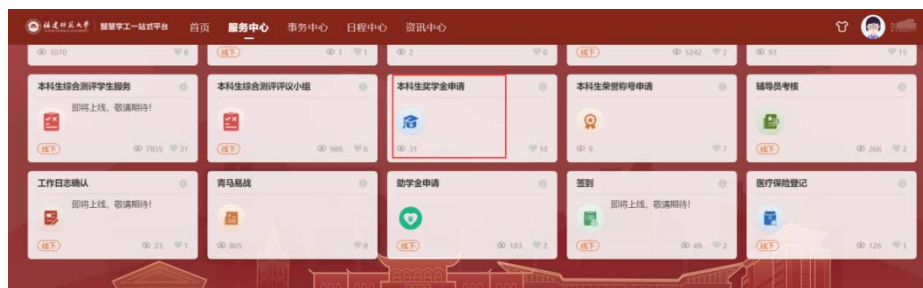 福建师范大学 智慧学工一站式平台 首页 服务中心 事务中心 日程中心 资讯中心
1070 6 线下 1 1 2 0 线下 5242 2 93 15
本科生综合测评学生服务 本科生综合测评评议小组 本科生奖学金申请 本科生荣誉称号申请 辅导员考核
即将上线，敬请期待！
线下 7855 31 线下 989 6 31 10 9 7 线下 266 2
工作日志确认 青马易战 助学金申请 签到 医疗保险登记
即将上线，敬请期待！ 即将上线，敬请期待！
线下 23 1 805 8 线下 183 2 线下 49 2 线下 126 1